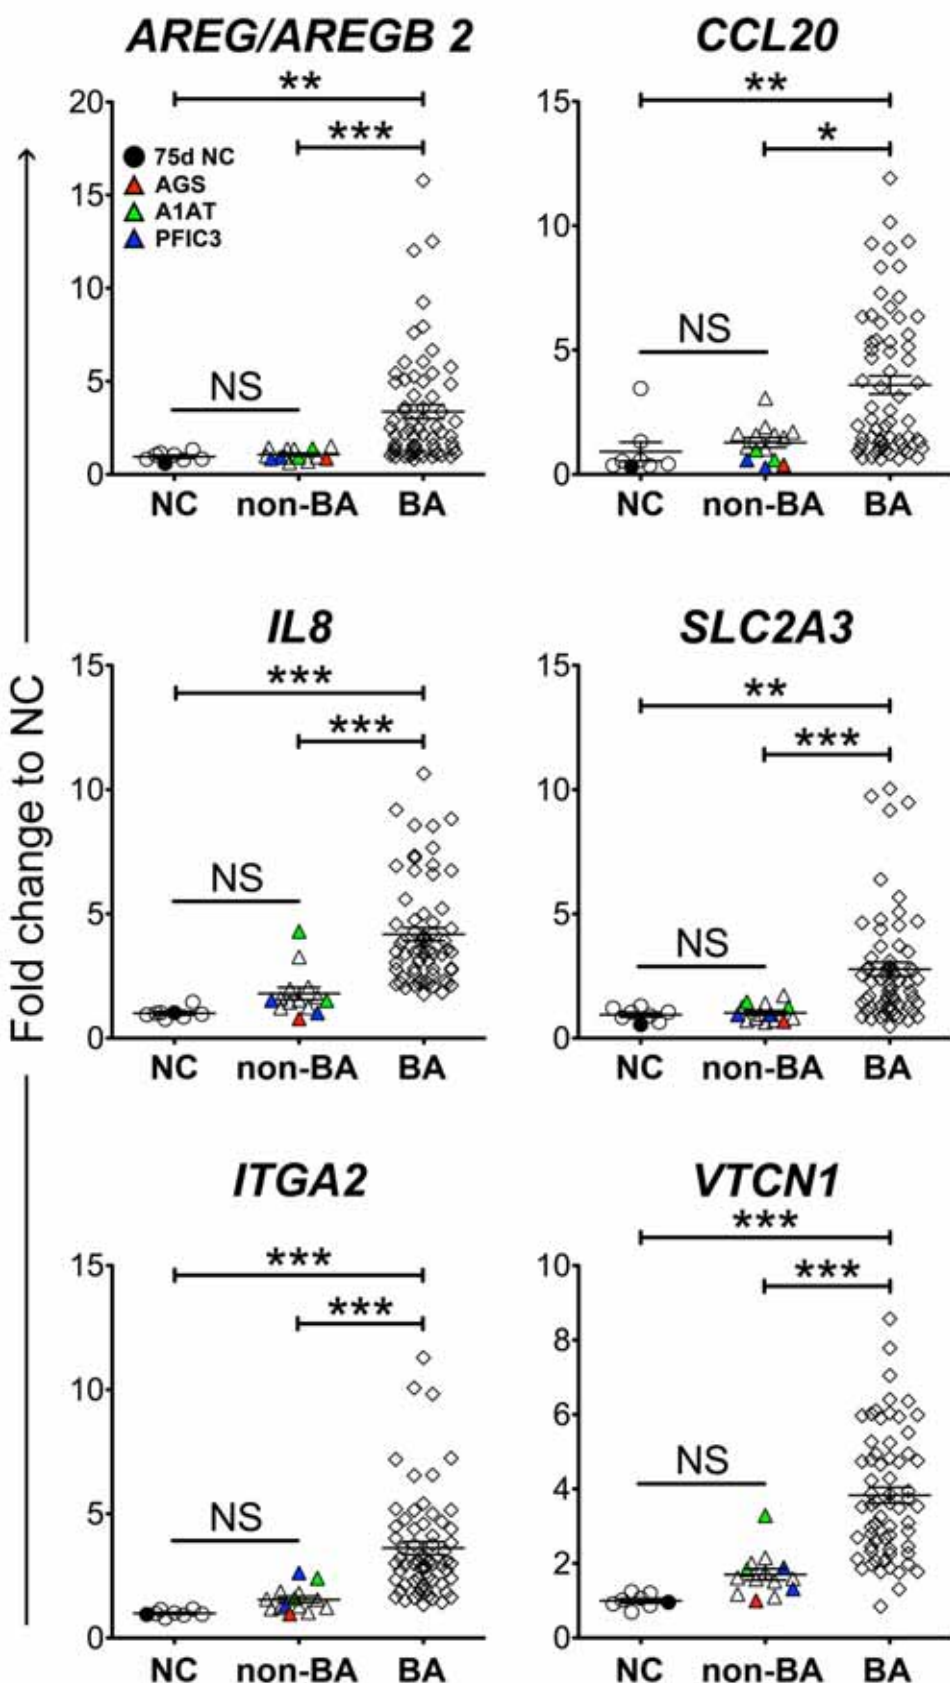 AREG/AREGB 2
**
***
20
15
10
5
0
75d NC
AGS
A1AT
PFIC3
NS
NC non-BA BA
CCL20
**
*
15
10
5
0
NS
NC non-BA BA
Fold change to NC
IL8
***
***
15
10
5
0
NS
NC non-BA BA
SLC2A3
**
***
15
10
5
0
NS
NC non-BA BA
ITGA2
***
***
15
10
5
0
NS
NC non-BA BA
VTCN1
***
***
10
8
6
4
2
0
NS
NC non-BA BA